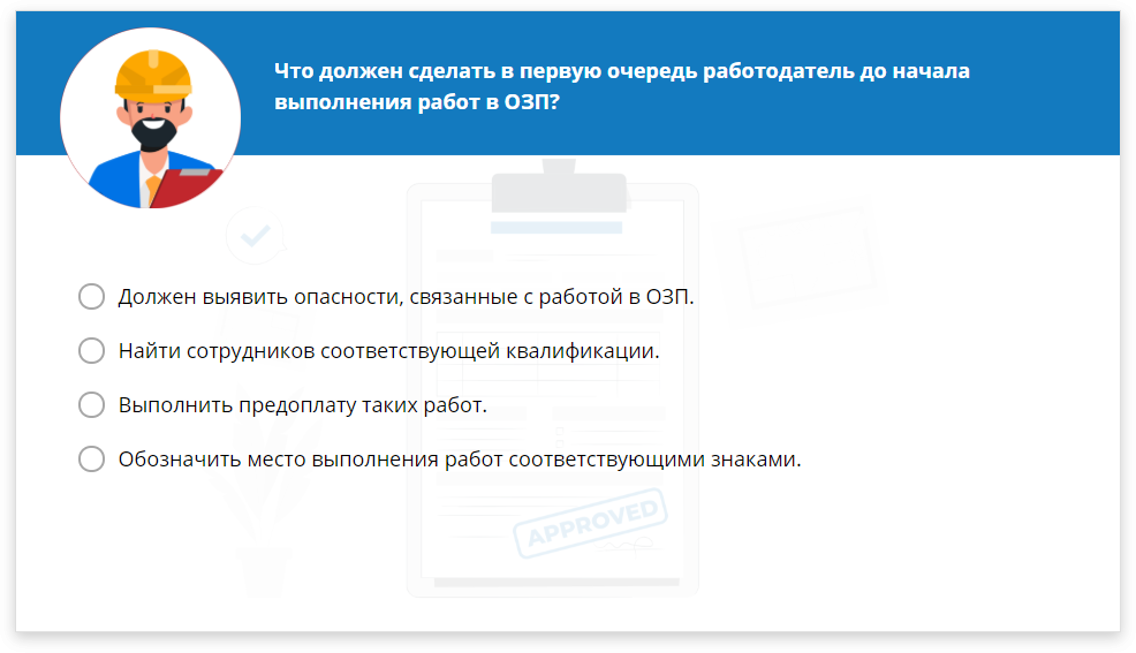 Что должен сделать в первую очередь работодатель до начала
выполнения работ в ОЗП?
Должен выявить опасности, связанные с работой в ОЗП.
Найти сотрудников соответствующей квалификации.
Выполнить предоплату таких работ.
Обозначить место выполнения работ соответствующими знаками.
APPROVED